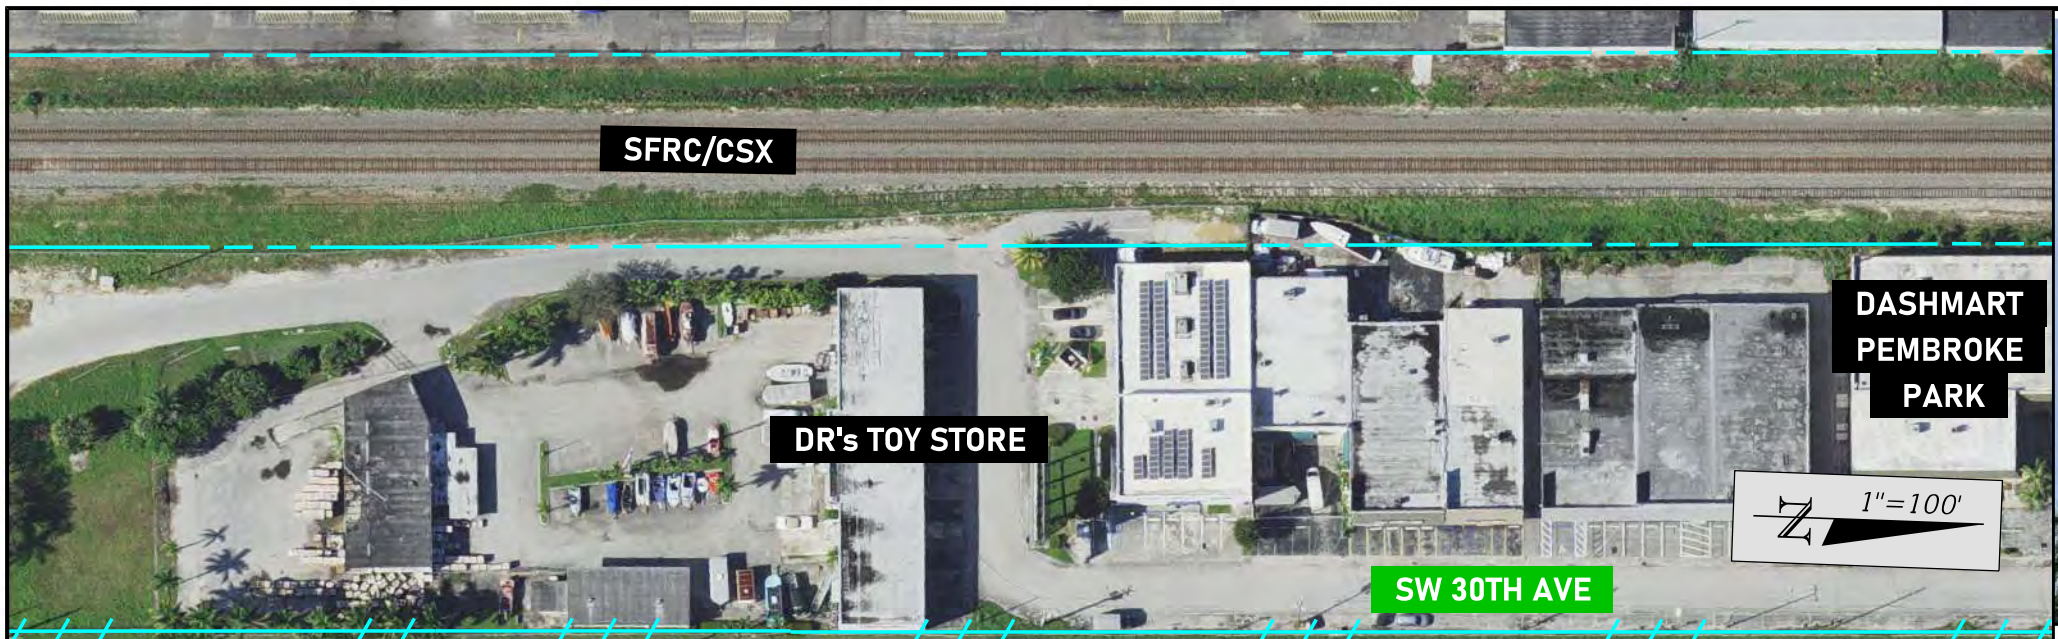 SFRC/CSX
DASHMART
PEMBROKE
PARK
DR's TOY STORE
N
1"=100'
SW 30TH AVE